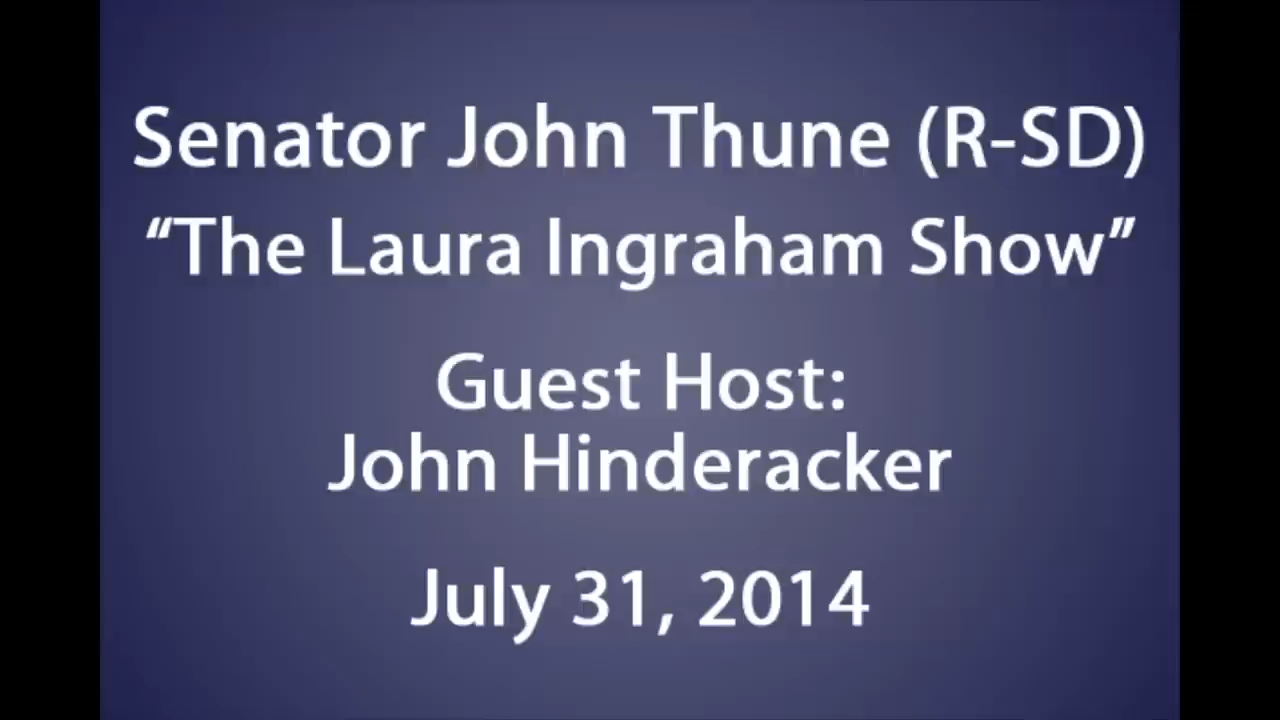 Senator John Thune (R-SD)
“The Laura Ingraham Show”
Guest Host:
John Hinderacker
July 31, 2014